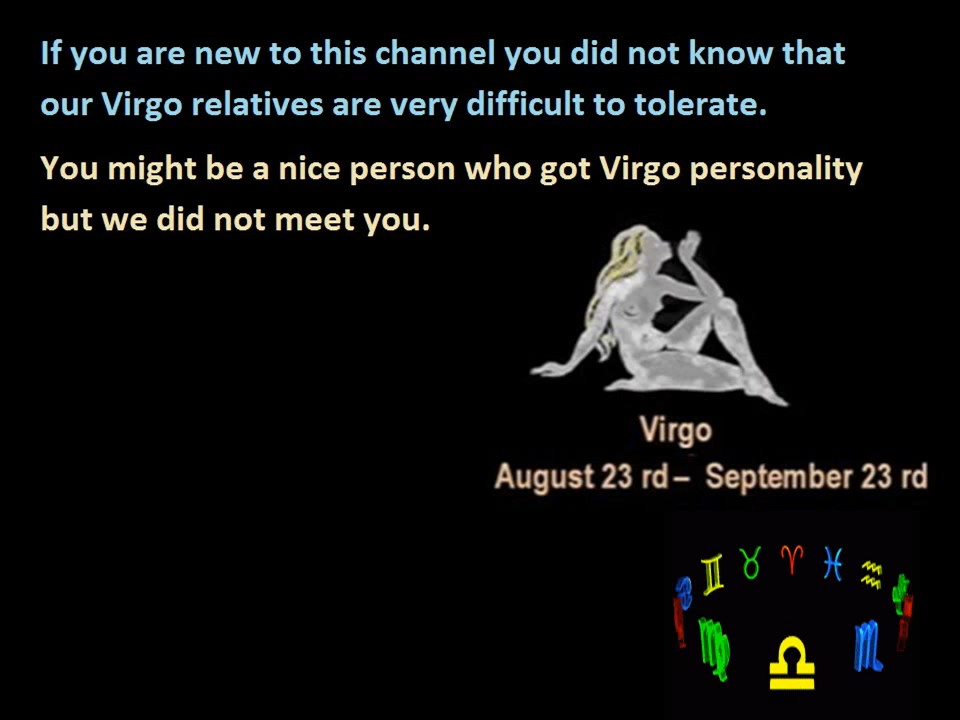 If you are new to this channel you did not know that
our Virgo relatives are very difficult to tolerate.
You might be a nice person who got Virgo personality
but we did not meet you.
Virgo
August 23 rd – September 23 rd